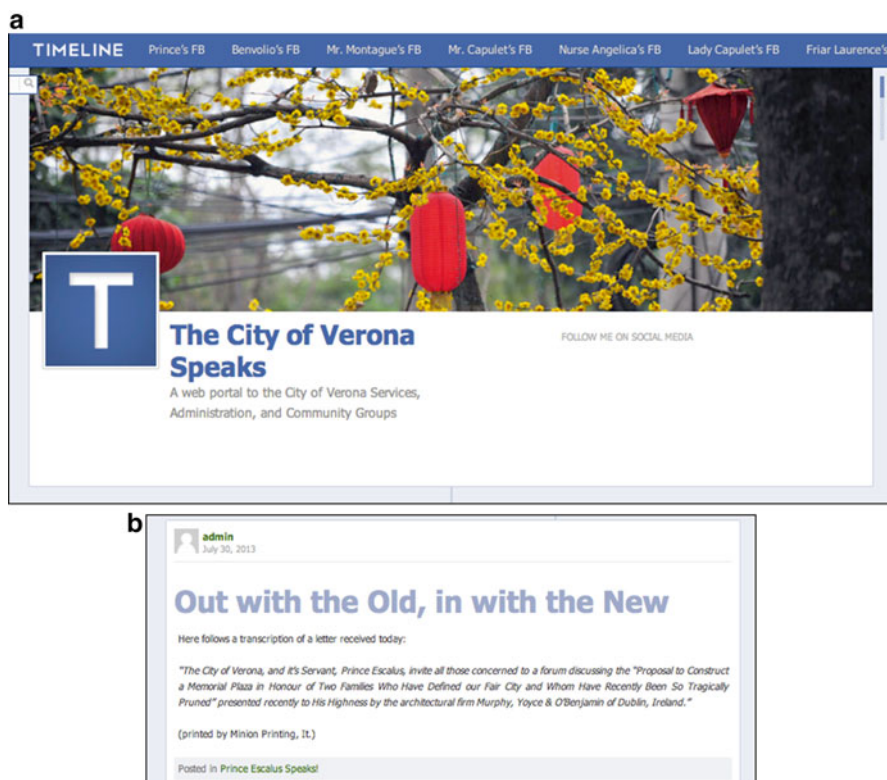 a
TIMELINE Prince's FB Benvolio's FB Mr. Montague's FB Mr. Capulet's FB Nurse Angelica's FB Lady Capulet's FB Friar Laurence's
T
The City of Verona
Speaks
A web portal to the City of Verona Services,
Administration, and Community Groups
FOLLOW ME ON SOCIAL MEDIA
b
admin
July 30, 2013
Out with the Old, in with the New
Here follows a transcription of a letter received today:
"The City of Verona, and it's Servant, Prince Escalus, invite all those concerned to a forum discussing the "Proposal to Construct
a Memorial Plaza in Honour of Two Families Who Have Defined our Fair City and Whom Have Recently Been So Tragically
Pruned" presented recently to His Highness by the architectural firm Murphy, Yoyce & O'Benjamin of Dublin, Ireland."
(printed by Minion Printing, It.)
Posted in Prince Escalus Speaks!